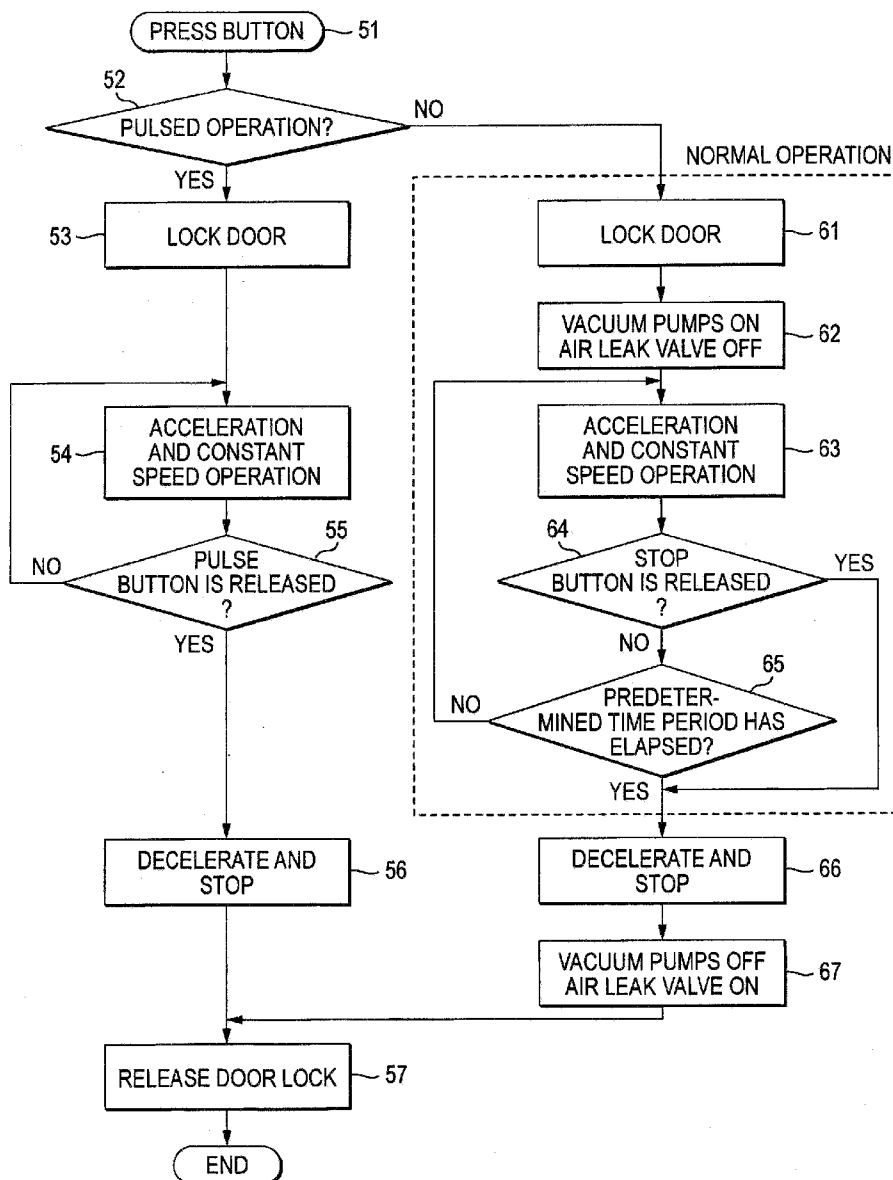 PRESS BUTTON
51
52
PULSED OPERATION?
NO
YES
NORMAL OPERATION
53
LOCK DOOR
LOCK DOOR
61
VACUUM PUMPS ON
AIR LEAK VALVE OFF
62
54
ACCELERATION
AND CONSTANT
SPEED OPERATION
ACCELERATION
AND CONSTANT
SPEED OPERATION
63
55
PULSE
BUTTON IS RELEASED
?
NO
YES
64
STOP
BUTTON IS RELEASED
?
YES
NO
65
PREDETER-
MINED TIME PERIOD HAS
ELAPSED?
NO
YES
DECELERATE AND
STOP
56
DECELERATE AND
STOP
66
VACUUM PUMPS OFF
AIR LEAK VALVE ON
67
RELEASE DOOR LOCK
57
END